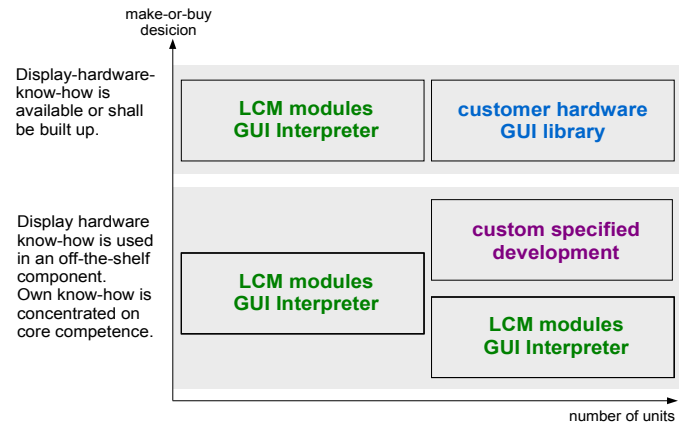 make-or-buy
desicion
Display-hardware-
know-how is
available or shall
be built up.
LCM modules
GUI Interpreter
customer hardware
GUI library
Display hardware
know-how is used
in an off-the-shelf
component.
Own know-how is
concentrated on
core competence.
LCM modules
GUI Interpreter
custom specified
development
LCM modules
GUI Interpreter
number of units